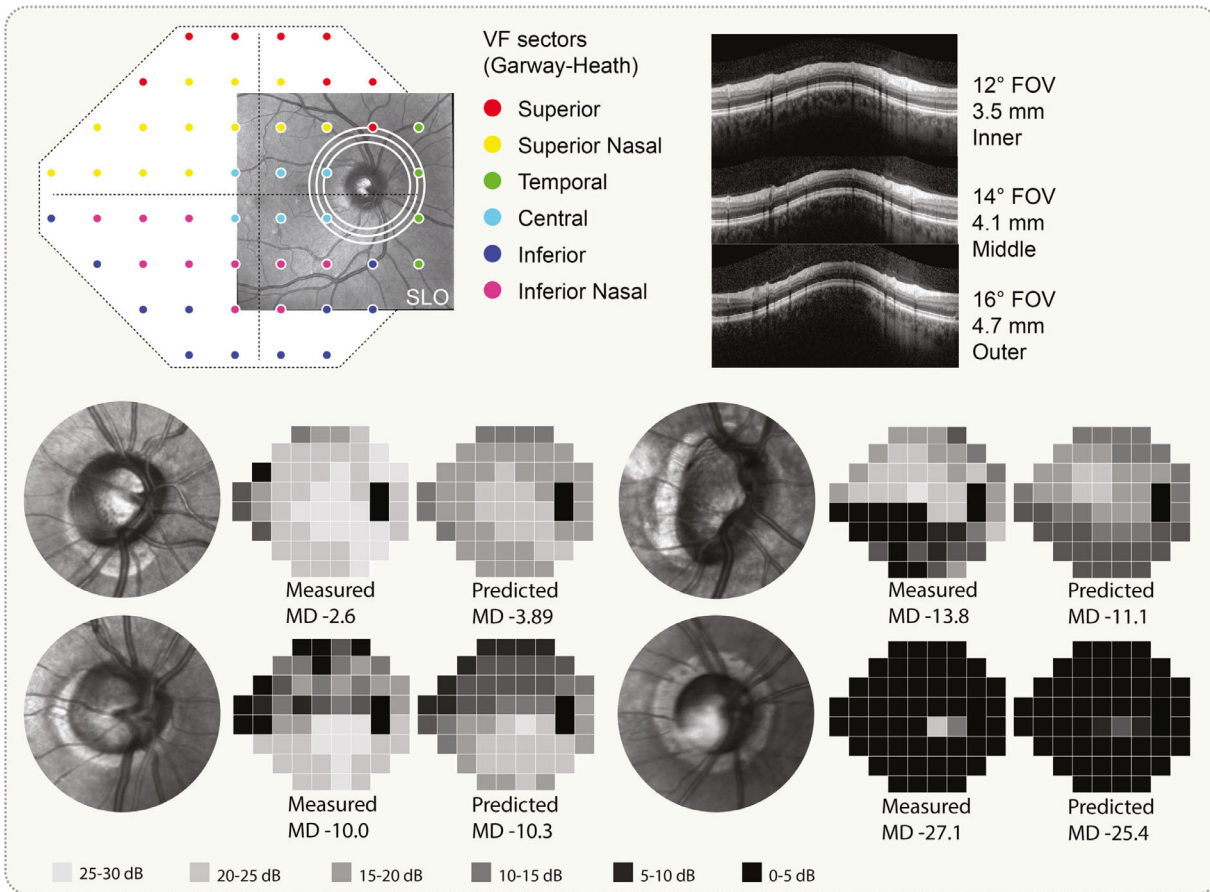 VF sectors
(Garway-Heath)
Superior
Superior Nasal
Temporal
Central
Inferior
Inferior Nasal
SLO
12° FOV
3.5 mm
Inner
14° FOV
4.1 mm
Middle
16° FOV
4.7 mm
Outer
Measured
MD -2.6
Predicted
MD -3.89
Measured
MD -13.8
Predicted
MD -11.1
Measured
MD -10.0
Predicted
MD -10.3
Measured
MD -27.1
Predicted
MD -25.4
25-30 dB
20-25 dB
15-20 dB
10-15 dB
5-10 dB
0-5 dB